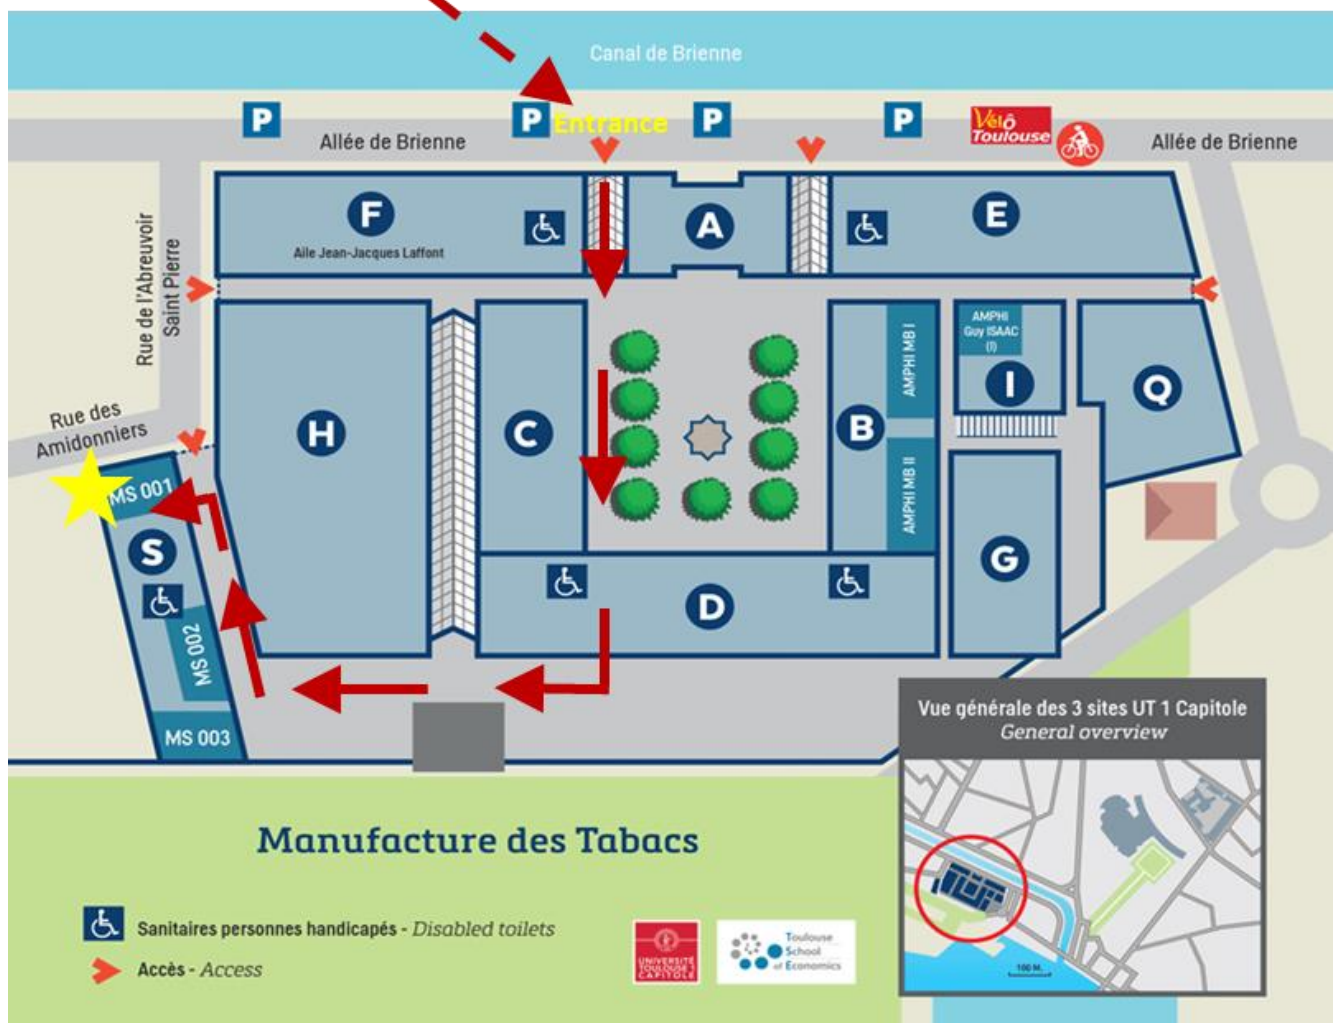 Canal de Brienne
P
P
Entrance
P
P
Vélô
Toulouse
Allée de Brienne
Allée de Brienne
F
Aile Jean-Jacques Laffont
A
E
Rue de l'Abreuvoir
Saint Pierre
Rue des
Amidonniers
H
C
B
AMPHI MB I
AMPHI MB II
AMPHI
Guy ISAAC
(I)
I
Q
MS 001
S
MS 002
MS 003
D
G
Vue générale des 3 sites UT 1 Capitole
General overview
100 M.
Manufacture des Tabacs
Sanitaires personnes handicapés - Disabled toilets
Accès - Access
UNIVERSITÉ
TOULOUSE 1
CAPITOLE
Toulouse
School
of Economics